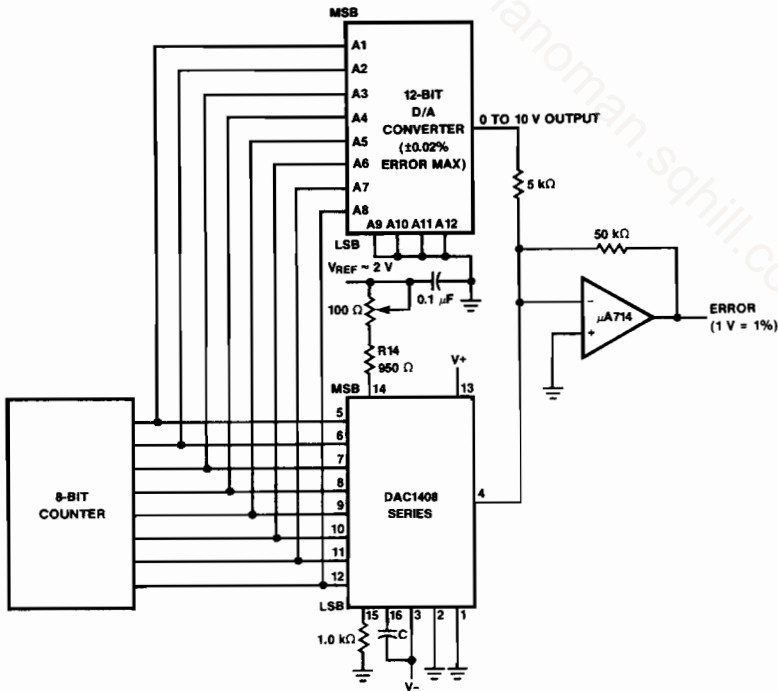 MSB
A1
A2
A3
A4
A5
A6
A7
A8
12-BIT
D/A
CONVERTER
(±0.02%
ERROR MAX)
A9 A10 A11 A12
LSB
0 TO 10 V OUTPUT
5 kΩ
50 kΩ
μA714
−
+
ERROR
(1 V = 1%)
VREF ~ 2 V
0.1 μF
100 Ω
R14
950 Ω
V+
MSB
14
13
8-BIT
COUNTER
5
6
7
8
9
10
11
12
DAC1408
SERIES
4
LSB
15 16 3 2 1
1.0 kΩ
C
V−
anoman.sqhill.co